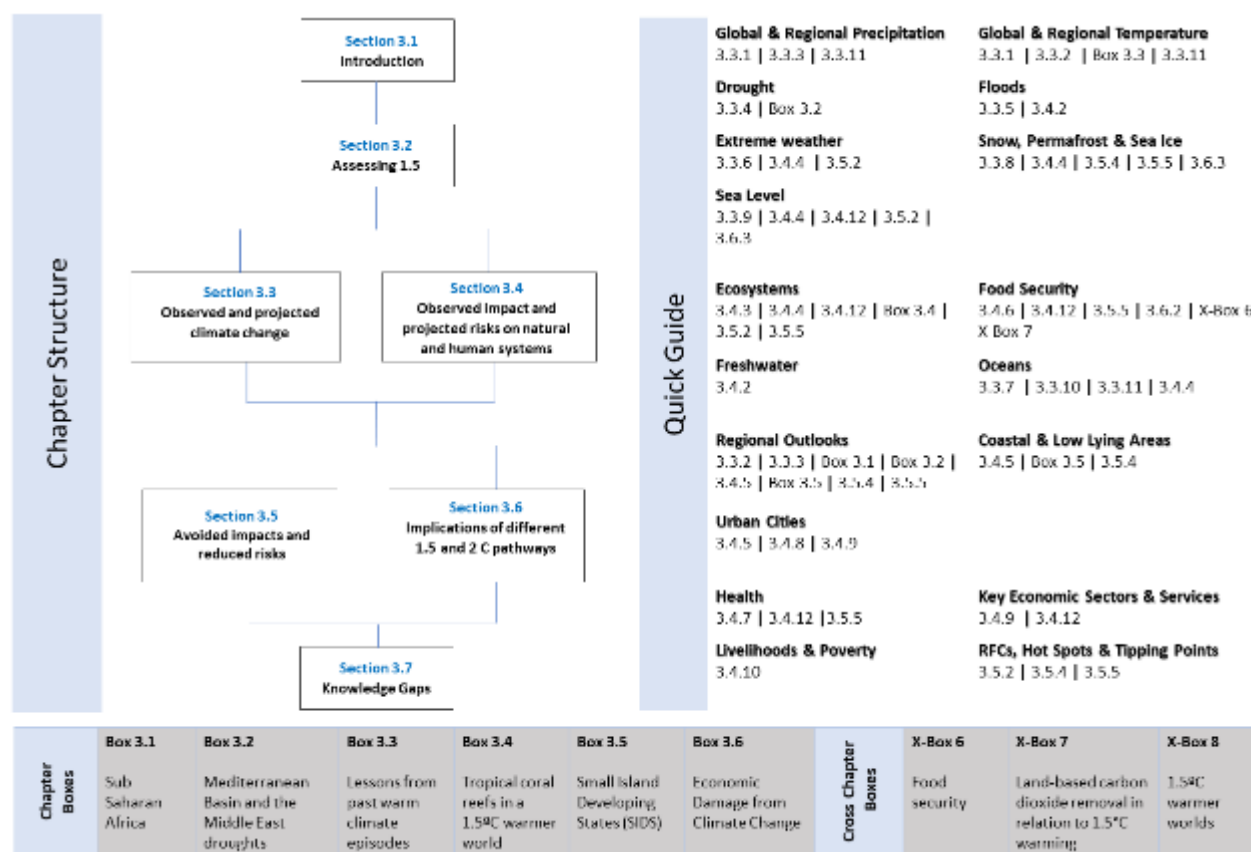 Chapter Structure
Section 3.1
Introduction
Section 3.2
Assessing 1.5
Section 3.3
Observed and projected
climate change
Section 3.4
Observed impact and
projected risks on natural
and human systems
Section 3.5
Avoided impacts and
reduced risks
Section 3.6
Implications of different
1.5 and 2 C pathways
Section 3.7
Knowledge Gaps
Quick Guide
Global & Regional Precipitation
3.3.1 | 3.3.3 | 3.3.11
Global & Regional Temperature
3.3.1 | 3.3.2 | Box 3.3 | 3.3.11
Drought
3.3.4 | Box 3.2
Floods
3.3.5 | 3.4.2
Extreme weather
3.3.6 | 3.4.4 | 3.5.2
Snow, Permafrost & Sea Ice
3.3.8 | 3.4.4 | 3.5.4 | 3.5.5 | 3.6.3
Sea Level
3.3.9 | 3.4.4 | 3.4.12 | 3.5.2 |
3.6.3
Ecosystems
3.4.3 | 3.4.4 | 3.4.12 | Box 3.4 |
3.5.2 | 3.5.5
Food Security
3.4.6 | 3.4.12 | 3.5.5 | 3.6.2 | X-Box 6
X Box 7
Freshwater
3.4.2
Oceans
3.3.7 | 3.3.10 | 3.3.11 | 3.4.4
Regional Outlooks
3.3.2 | 3.3.3 | Box 3.1 | Box 3.2 |
3.4.5 | Box 3.5 | 3.5.4 | 3.5.5
Coastal & Low Lying Areas
3.4.5 | Box 3.5 | 3.5.4
Urban Cities
3.4.5 | 3.4.8 | 3.4.9
Health
3.4.7 | 3.4.12 |3.5.5
Key Economic Sectors & Services
3.4.9 | 3.4.12
Livelihoods & Poverty
3.4.10
RFCs, Hot Spots & Tipping Points
3.5.2 | 3.5.4 | 3.5.5
Chapter
Boxes
Box 3.1
Sub
Saharan
Africa
Box 3.2
Mediterranean
Basin and the
Middle East
droughts
Box 3.3
Lessons from
past warm
climate
episodes
Box 3.4
Tropical coral
reefs in a
1.5ºC warmer
world
Box 3.5
Small Island
Developing
States (SIDS)
Box 3.6
Economic
Damage from
Climate Change
Cross Chapter
Boxes
X-Box 6
Food
security
X-Box 7
Land-based carbon
dioxide removal in
relation to 1.5°C
warming
X-Box 8
1.5ºC
warmer
worlds